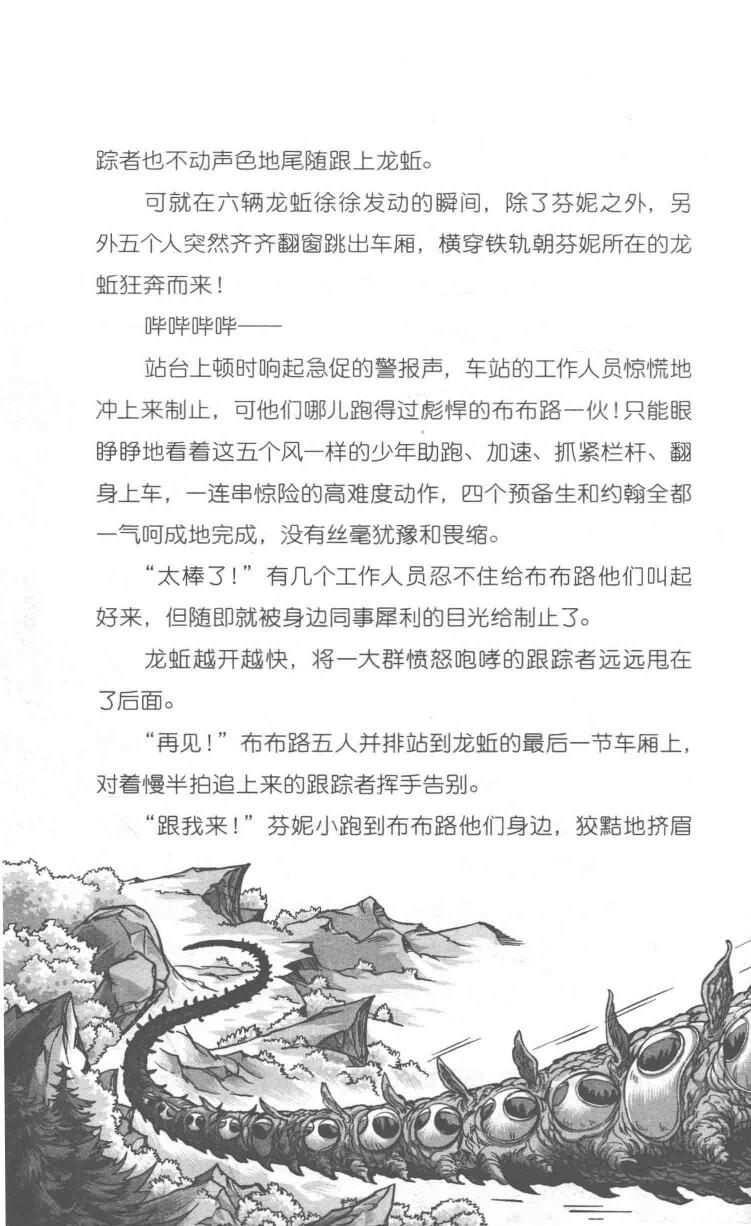 踪者也不动声色地尾随跟上龙蚯。
可就在六辆龙蚯徐徐发动的瞬间，除了芬妮之外，另
外五个人突然齐齐翻窗跳出车厢，横穿铁轨朝芬妮所在的龙
蚯狂奔而来！
哔哔哔哔——
站台上顿时响起急促的警报声，车站的工作人员惊慌地
冲上来制止，可他们哪儿跑得过彪悍的布布路一伙！只能眼
睁睁地看着这五个风一样的少年助跑、加速、抓紧栏杆、翻
身上车，一连串惊险的高难度动作，四个预备生和约翰全都
一气呵成地完成，没有丝毫犹豫和畏缩。
“太棒了！”有几个工作人员忍不住给布布路他们叫起
好来，但随即就被身边同事犀利的目光给制止了。
龙蚯越开越快，将一大群愤怒咆哮的跟踪者远远甩在
了后面。
“再见！”布布路五人并排站到龙蚯的最后一节车厢上，
对着慢半拍追上来的跟踪者挥手告别。
“跟我来！”芬妮小跑到布布路他们身边，狡黠地挤眉